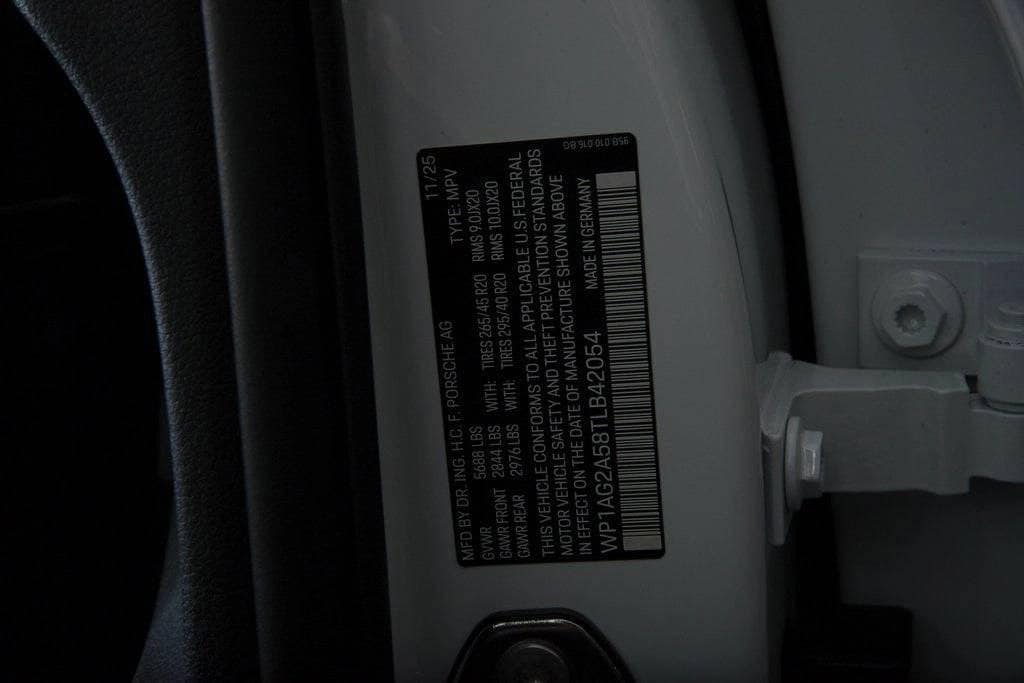 MFD BY DR. ING. H.C. F. PORSCHE AG 11/25
GVWR 5688 LBS TYPE: MPV
GAWR FRONT 2844 LBS WITH: TIRES 265/45 R20 RIMS 9.0JX20
GAWR REAR 2976 LBS WITH: TIRES 295/40 R20 RIMS 10.0JX20
THIS VEHICLE CONFORMS TO ALL APPLICABLE U.S. FEDERAL
MOTOR VEHICLE SAFETY AND THEFT PREVENTION STANDARDS
IN EFFECT ON THE DATE OF MANUFACTURE SHOWN ABOVE
WP1AG2A58TLB42054 MADE IN GERMANY
95B.010.016.BG